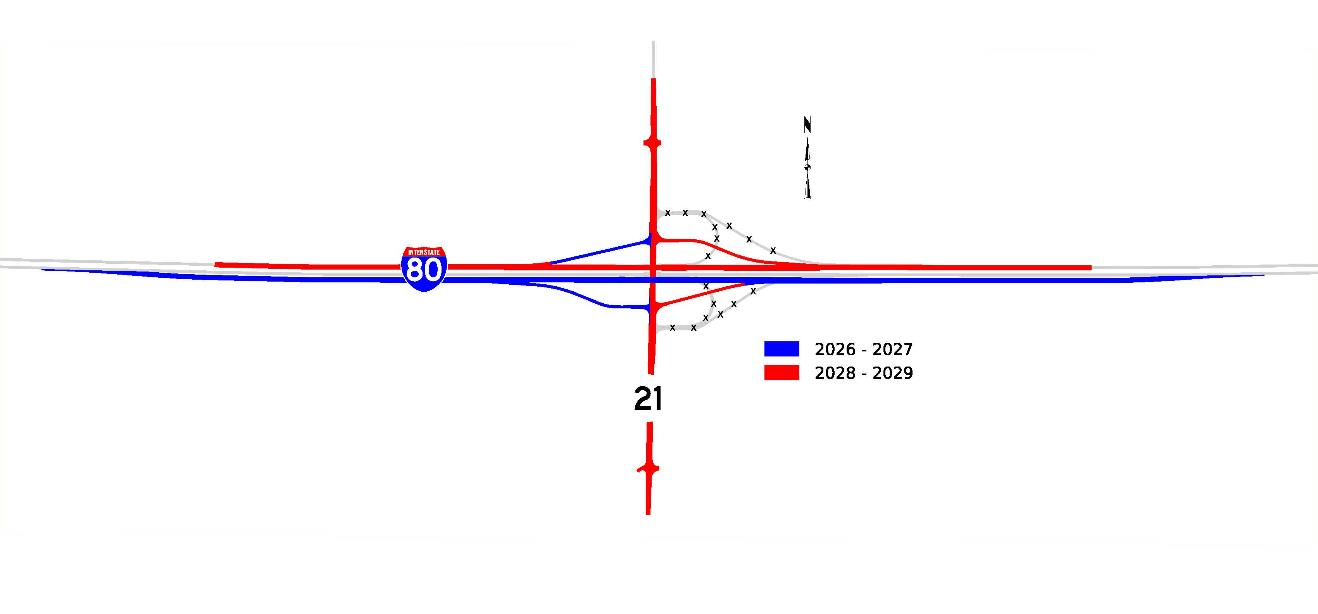 N
x x x
x
x
x
x
x
x
INTERSTATE
80
x
x
x
x
x
x
x x
2026 - 2027
2028 - 2029
21